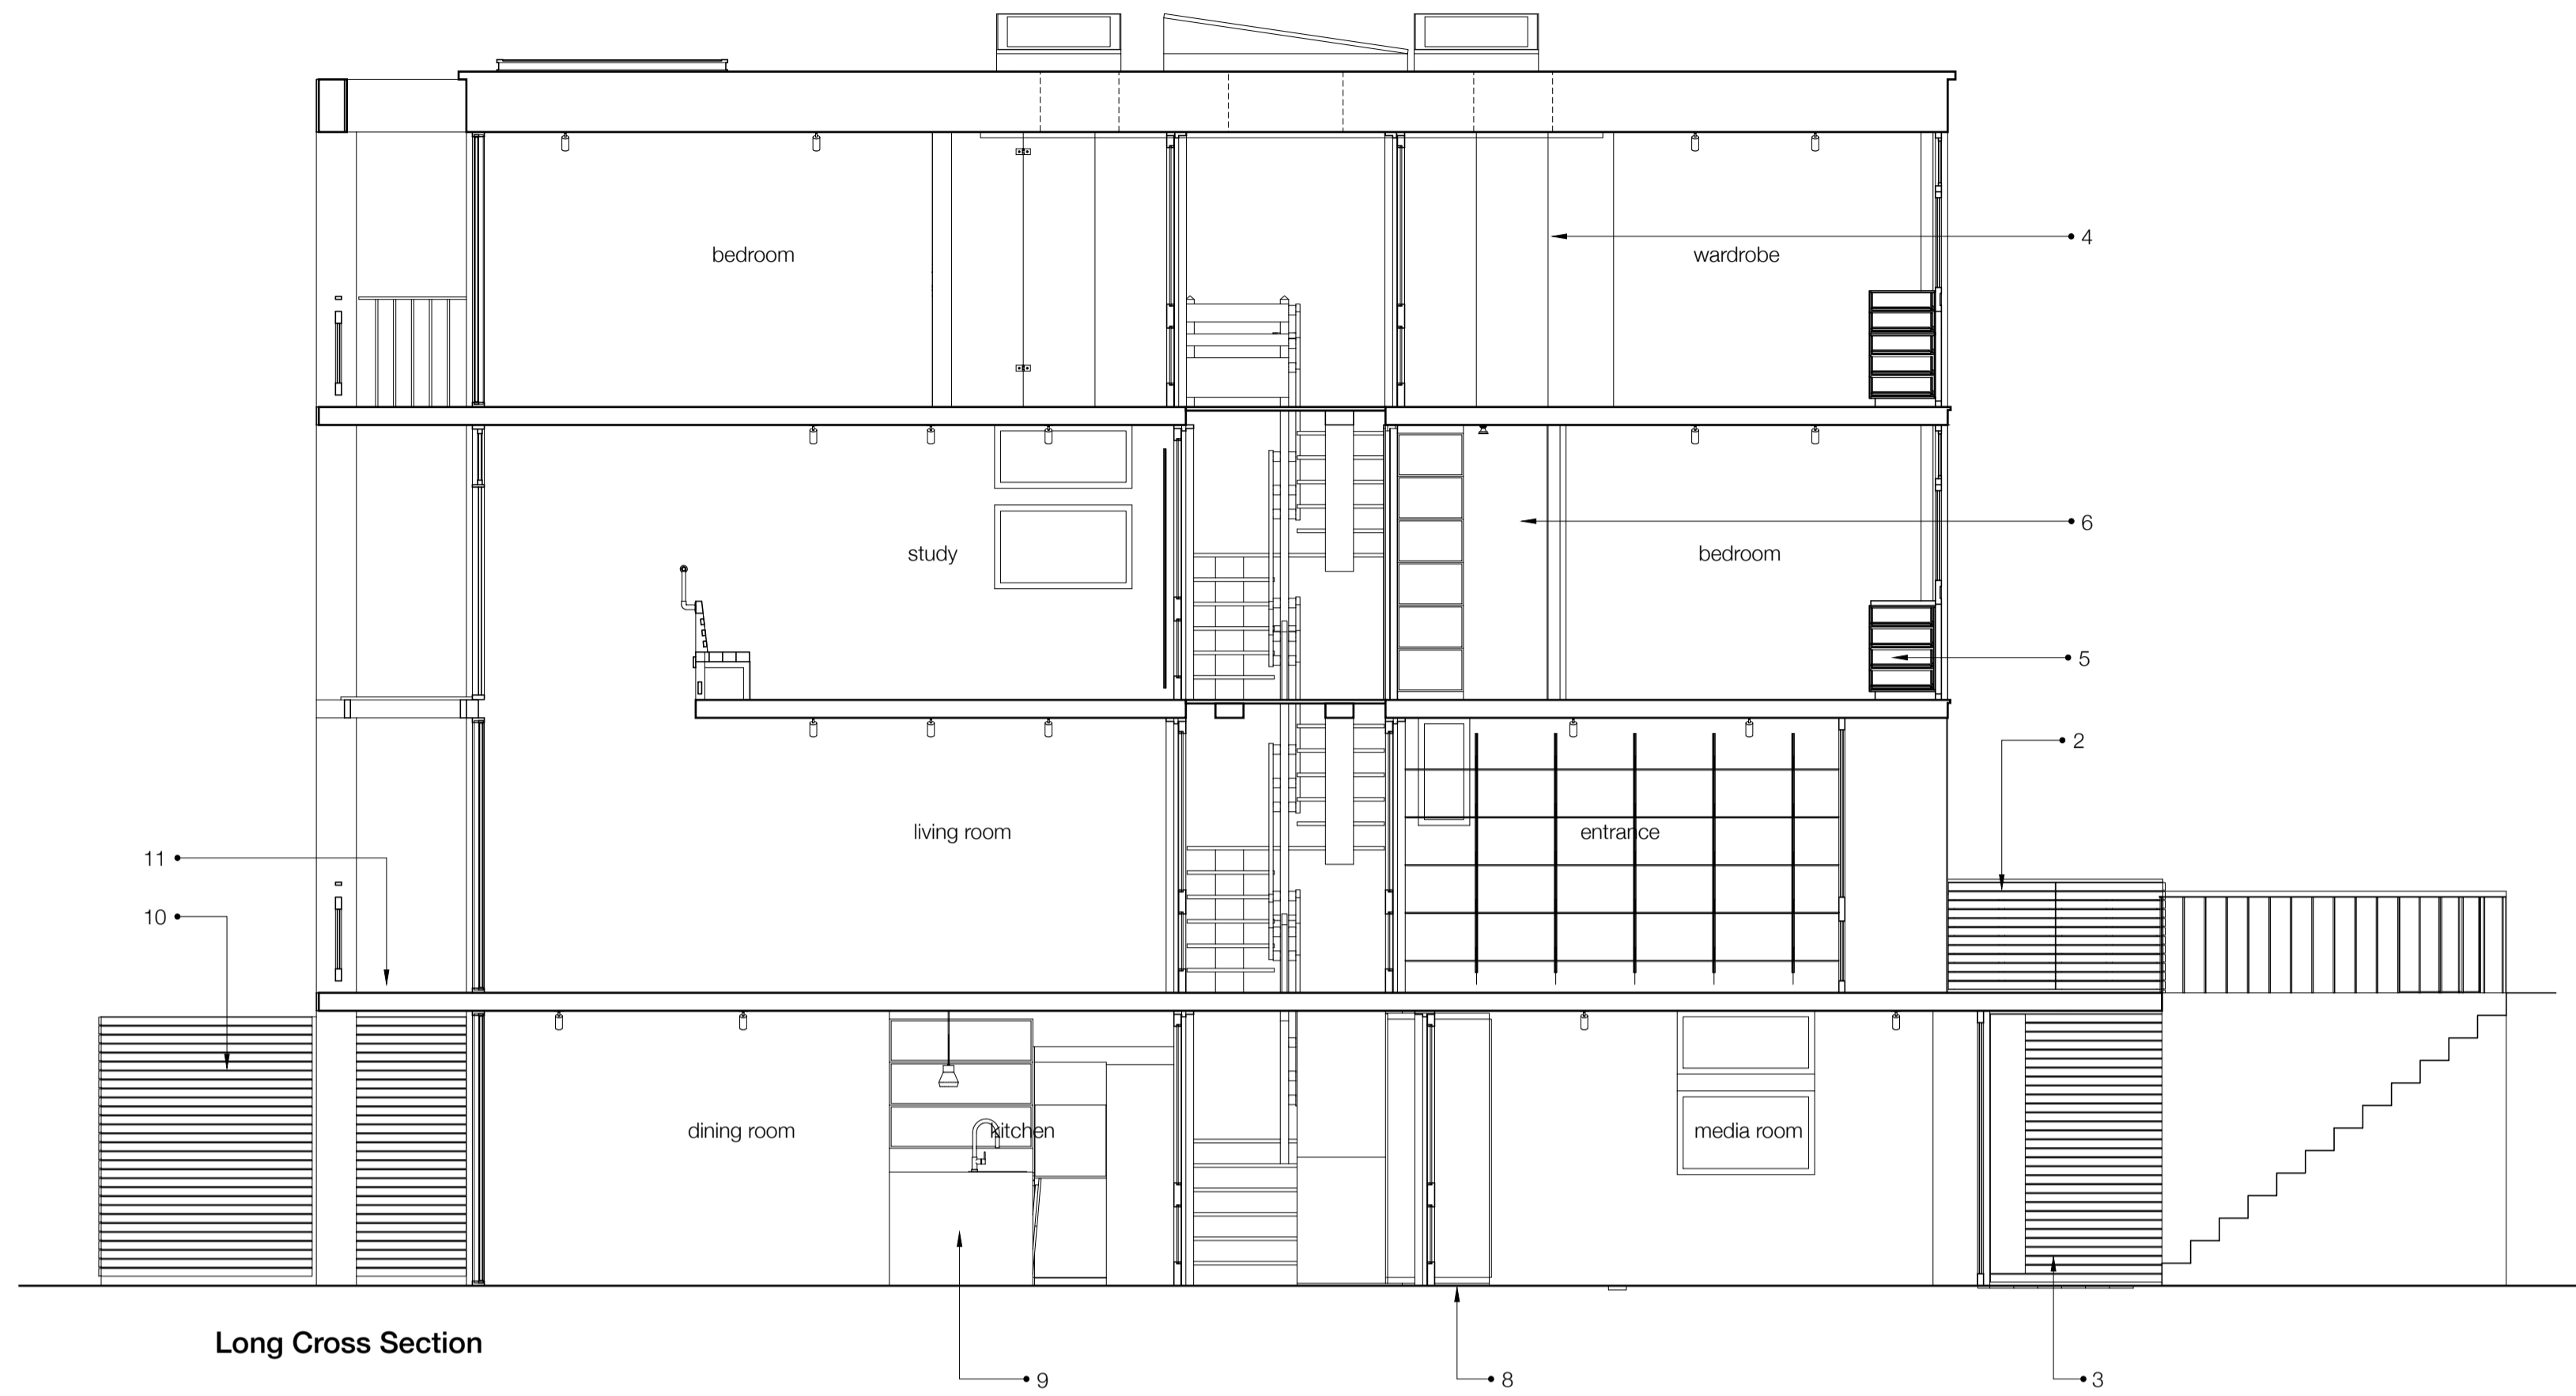 bedroom
wardrobe
4
study
bedroom
6
5
living room
entrance
2
11
10
dining room
kitchen
media room
Long Cross Section
9
8
3